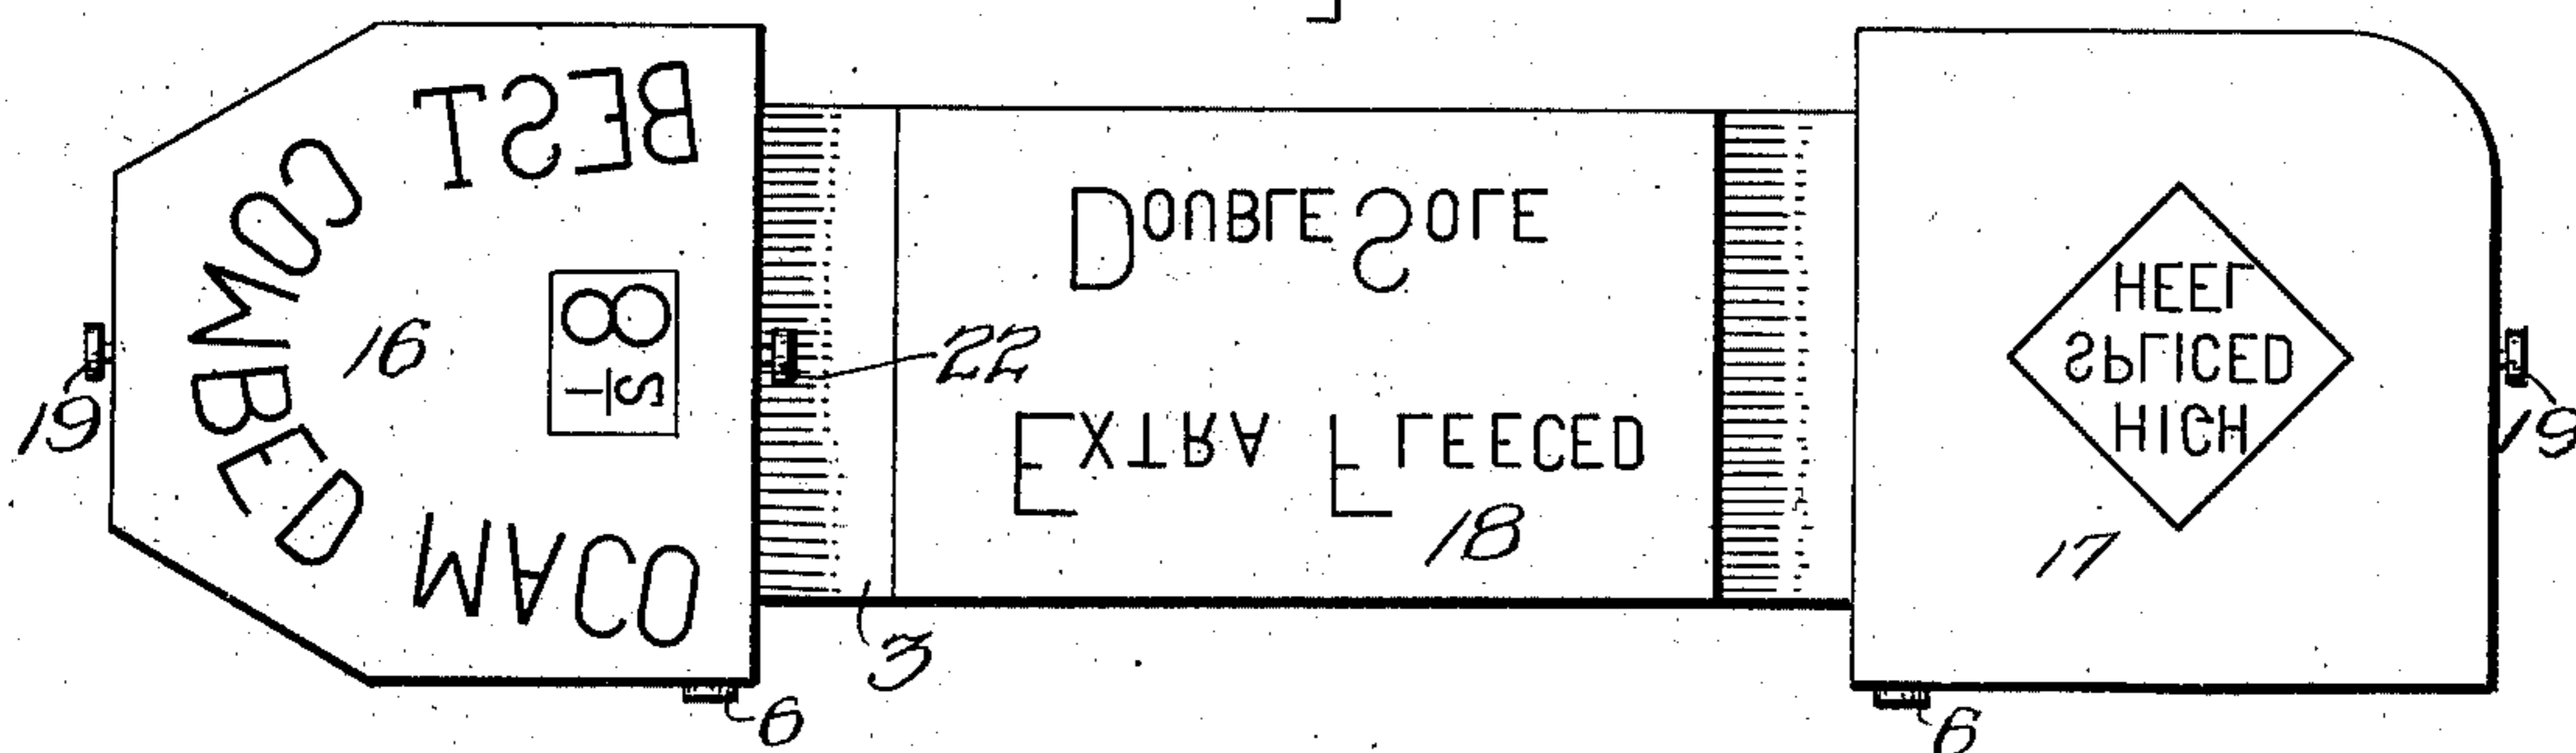 BEST
COMBED
MACO
8 1/2
EXTRA FLEECED
DOUBLE SOLE
HIGH
SPLICED
HEEL
16
22
19
19
18
17
3
6
6